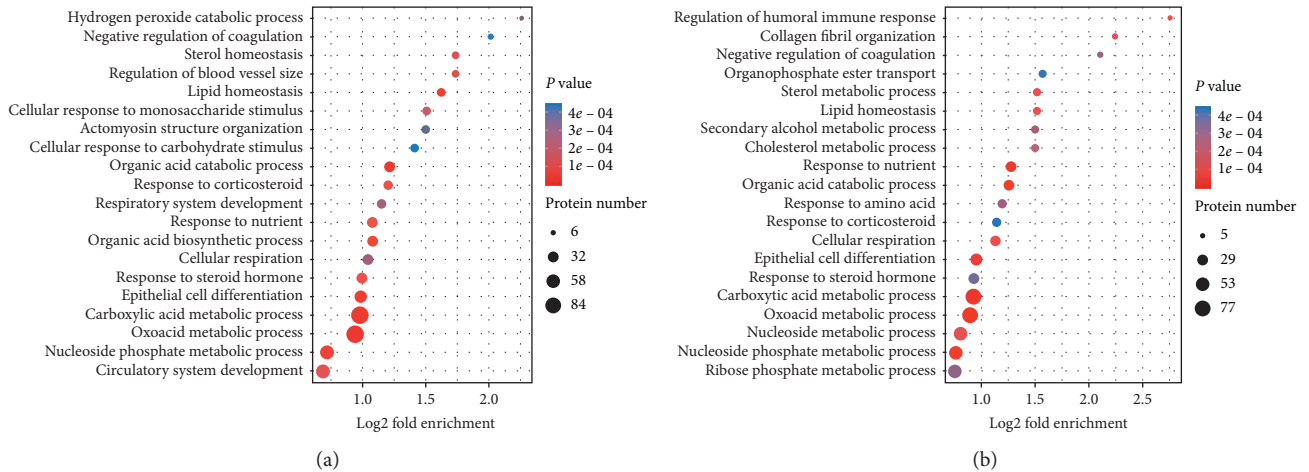 Hydrogen peroxide catabolic process
Negative regulation of coagulation
Sterol homeostasis
Regulation of blood vessel size
Lipid homeostasis
Cellular response to monosaccharide stimulus
Actomyosin structure organization
Cellular response to carbohydrate stimulus
Organic acid catabolic process
Response to corticosteroid
Respiratory system development
Response to nutrient
Organic acid biosynthetic process
Cellular respiration
Response to steroid hormone
Epithelial cell differentiation
Carboxylic acid metabolic process
Oxoacid metabolic process
Nucleoside phosphate metabolic process
Circulatory system development
1.0 1.5 2.0
Log2 fold enrichment
P value
4e – 04
3e – 04
2e – 04
1e – 04
Protein number
6
32
58
84
(a)
Regulation of humoral immune response
Collagen fibril organization
Negative regulation of coagulation
Organophosphate ester transport
Sterol metabolic process
Lipid homeostasis
Secondary alcohol metabolic process
Cholesterol metabolic process
Response to nutrient
Organic acid catabolic process
Response to amino acid
Response to corticosteroid
Cellular respiration
Epithelial cell differentiation
Response to steroid hormone
Carboxytic acid metabolic process
Oxoacid metabolic process
Nucleoside metabolic process
Nucleoside phosphate metabolic process
Ribose phosphate metabolic process
1.0 1.5 2.0 2.5
Log2 fold enrichment
P value
4e – 04
3e – 04
2e – 04
1e – 04
Protein number
5
29
53
77
(b)